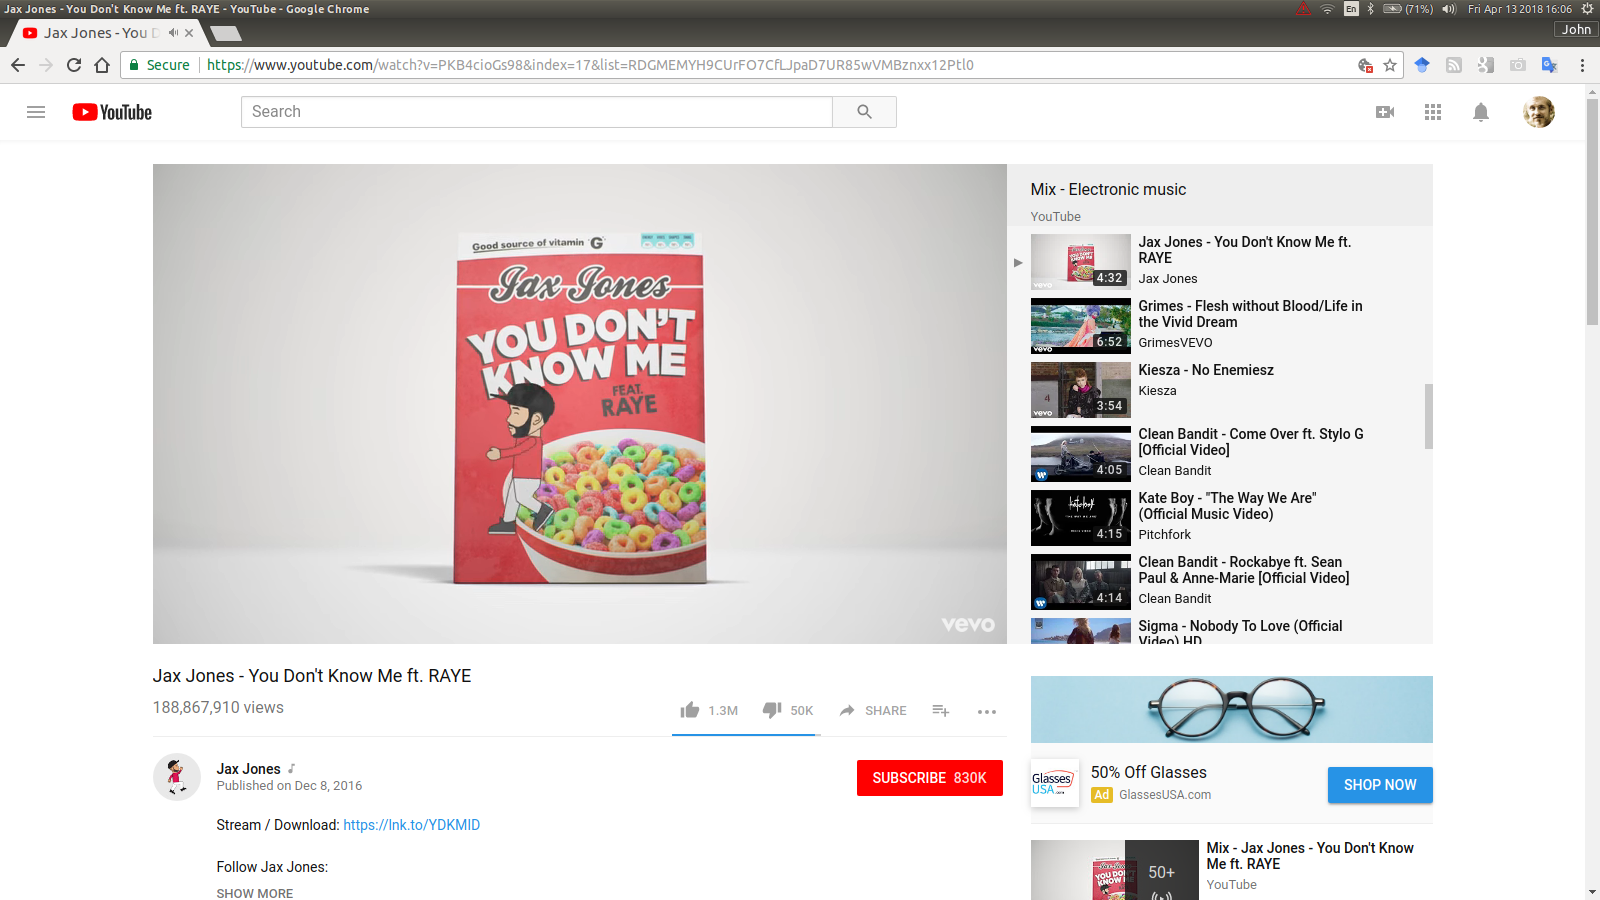 Jax Jones - You Don't Know Me ft. RAYE - YouTube - Google Chrome
En
(71%)
Fri Apr 13 2018 16:06
Jax Jones - You D
John
Secure
https://www.youtube.com/watch?v=PKB4cioGs98&index=17&list=RDGMEMYH9CUrFO7CfLJpaD7UR85wVMBznxx12Ptl0
YouTube
Search
Good source of vitamin 'G'
Jax Jones
YOU DON'T
KNOW ME
FEAT.
RAYE
vevo
Mix - Electronic music
YouTube
Jax Jones - You Don't Know Me ft.
RAYE
Jax Jones
4:32
Grimes - Flesh without Blood/Life in
the Vivid Dream
GrimesVEVO
6:52
Kiesza - No Enemiesz
Kiesza
3:54
Clean Bandit - Come Over ft. Stylo G
[Official Video]
Clean Bandit
4:05
Kate Boy - "The Way We Are"
(Official Music Video)
Pitchfork
4:15
Clean Bandit - Rockabye ft. Sean
Paul & Anne-Marie [Official Video]
Clean Bandit
4:14
Sigma - Nobody To Love (Official
Video) HD
Jax Jones - You Don't Know Me ft. RAYE
188,867,910 views
1.3M
50K
SHARE
Jax Jones
Published on Dec 8, 2016
SUBSCRIBE 830K
Stream / Download: https://lnk.to/YDKMID
Follow Jax Jones:
SHOW MORE
Glasses
USA.com
50% Off Glasses
Ad GlassesUSA.com
SHOP NOW
Mix - Jax Jones - You Don't Know
Me ft. RAYE
YouTube
50+